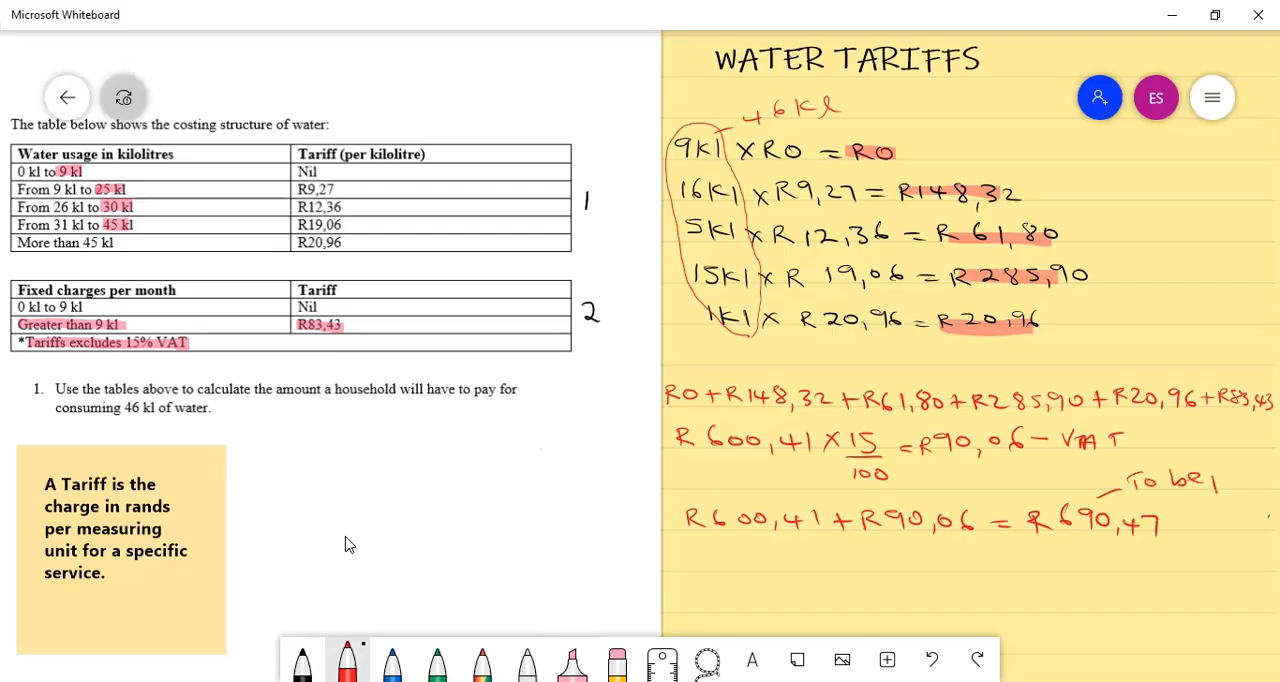 Microsoft Whiteboard
The table below shows the costing structure of water:
Water usage in kilolitres Tariff (per kilolitre)
0 kl to 9 kl Nil
From 9 kl to 25 kl R9,27
From 26 kl to 30 kl R12,36
From 31 kl to 45 kl R19,06
More than 45 kl R20,96
1
Fixed charges per month Tariff
0 kl to 9 kl Nil
Greater than 9 kl R83,43
*Tariffs excludes 15% VAT
2
1. Use the tables above to calculate the amount a household will have to pay for
consuming 46 kl of water.
A Tariff is the
charge in rands
per measuring
unit for a specific
service.
WATER TARIFFS
ES
46Kl
9Kl × R0 = R0
16Kl × R9,27 = R148,32
5Kl × R12,36 = R61,80
15Kl × R 19,06 = R285,90
1Kl × R20,96 = R20,96
R0 + R148,32 + R61,80 + R285,90 + R20,96 + R83,43
R600,41 × 15/100 = R90,06 - VAT
To be
R600,41 + R90,06 = R690,47
A